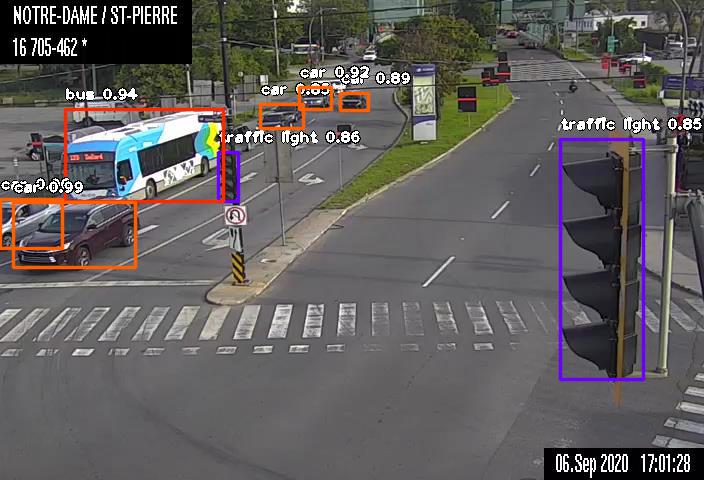 NOTRE-DAME / ST-PIERRE
16 705-462 *
car 0.92
car 0.89
bus 0.94
traffic light 0.86
traffic light 0.85
car 0.99
06.Sep 2020 17:01:28